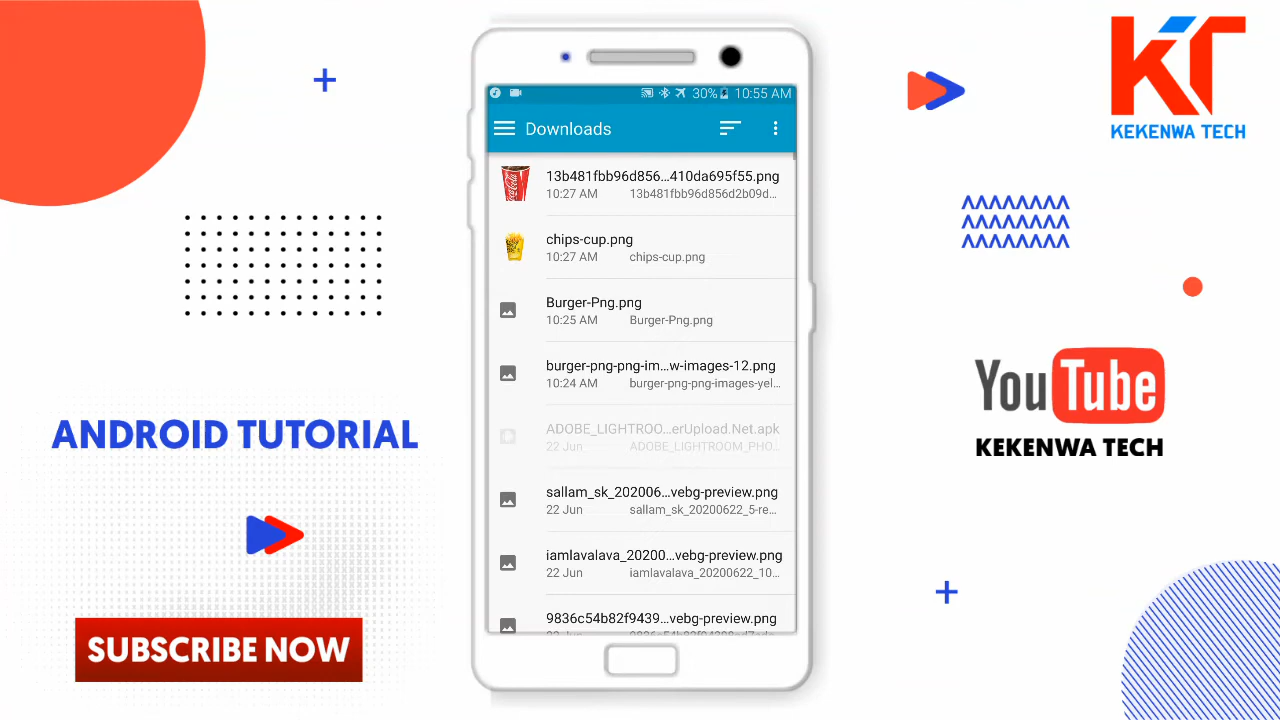 KT
KEKENWA TECH
30% 10:55 AM
Downloads
13b481fbb96d856...410da695f55.png
10:27 AM 13b481fbb96d856d2b09d...
chips-cup.png
10:27 AM chips-cup.png
Burger-Png.png
10:25 AM Burger-Png.png
burger-png-png-im...w-images-12.png
10:24 AM burger-png-png-images-yel...
ADOBE_LIGHTROO...erUpload.Net.apk
22 Jun ADOBE_LIGHTROOM_PHO...
sallam_sk_202006...vebg-preview.png
22 Jun sallam_sk_20200622_5-re...
iamlavalava_20200...vebg-preview.png
22 Jun iamlavalava_20200622_10...
9836c54b82f9439...vebg-preview.png
ANDROID TUTORIAL
SUBSCRIBE NOW
YouTube
KEKENWA TECH